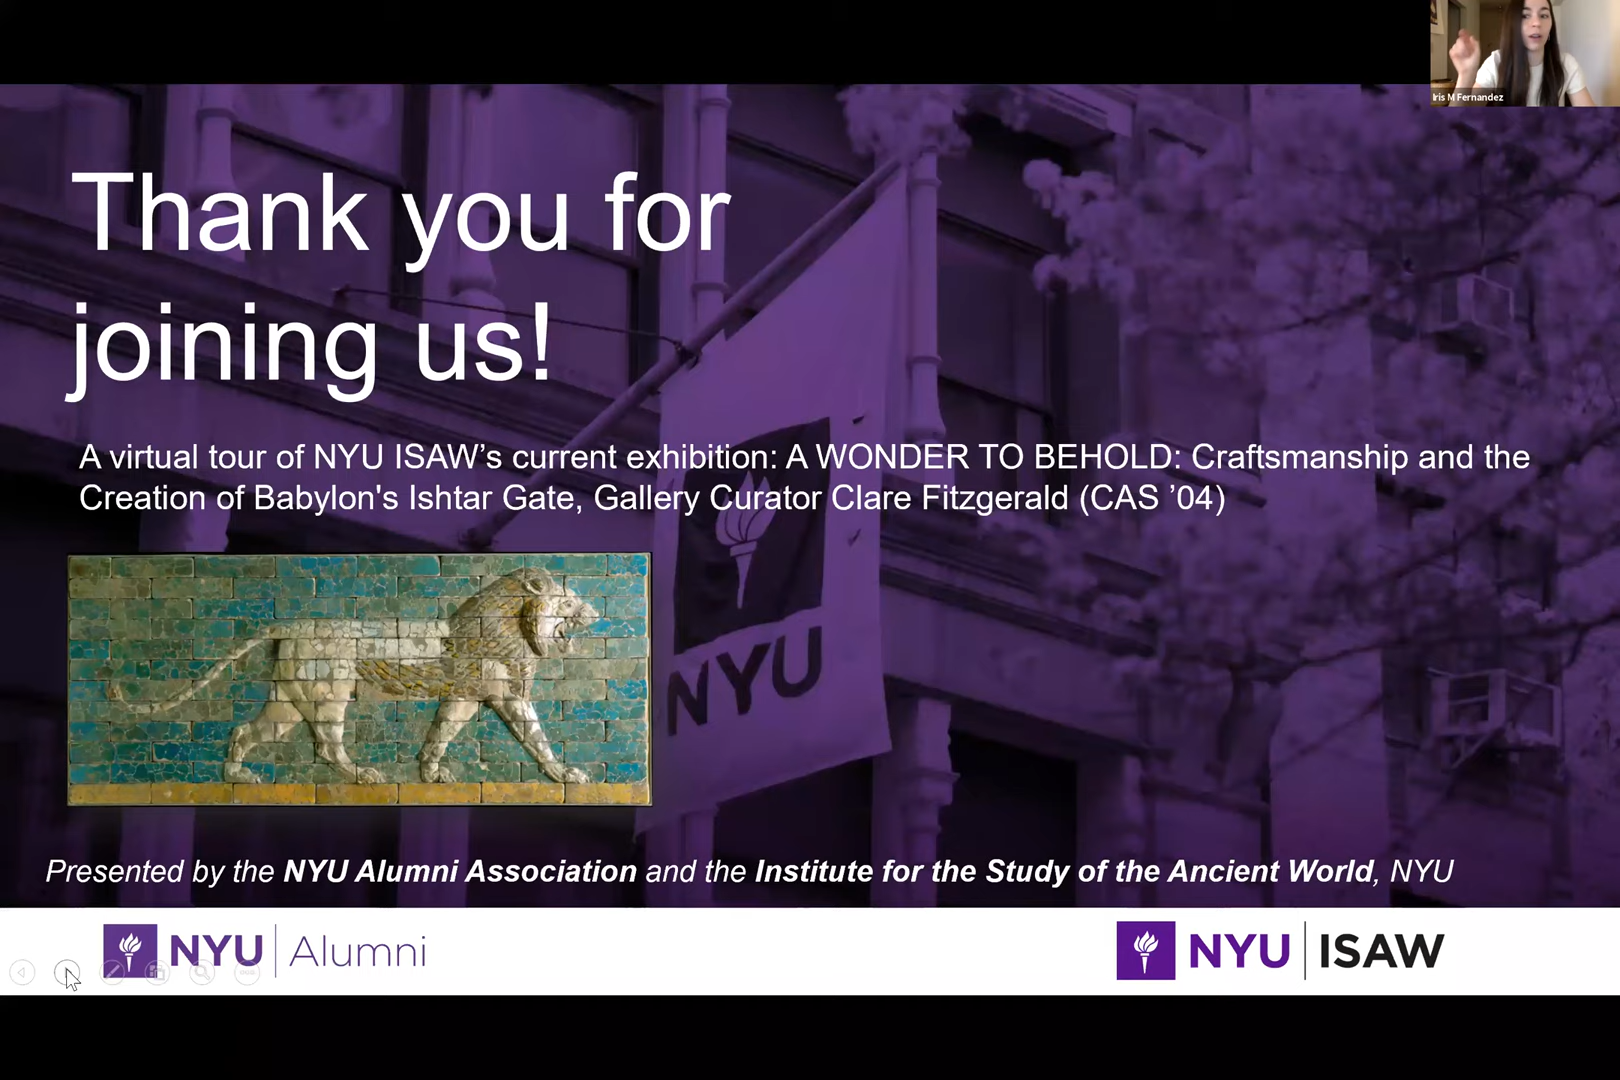 Iris M Fernandez
Thank you for
joining us!
A virtual tour of NYU ISAW’s current exhibition: A WONDER TO BEHOLD: Craftsmanship and the
Creation of Babylon's Ishtar Gate, Gallery Curator Clare Fitzgerald (CAS ’04)
NYU
Presented by the NYU Alumni Association and the Institute for the Study of the Ancient World, NYU
NYU Alumni
NYU ISAW